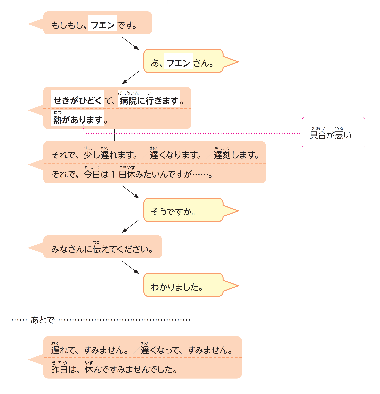 もしもし、フエンです。
あ、フエンさん。
せきがひどくて、病院に行きます。
熱があります。
具合が悪い
それで、少し遅れます。 遅くなります。 遅刻します。
それで、今日は1日休みたいんですが……。
そうですか。
みなさんに伝えてください。
わかりました。
……あとで……………………………………
遅れて、すみません。 遅くなって、すみません。
昨日は、休んですみませんでした。